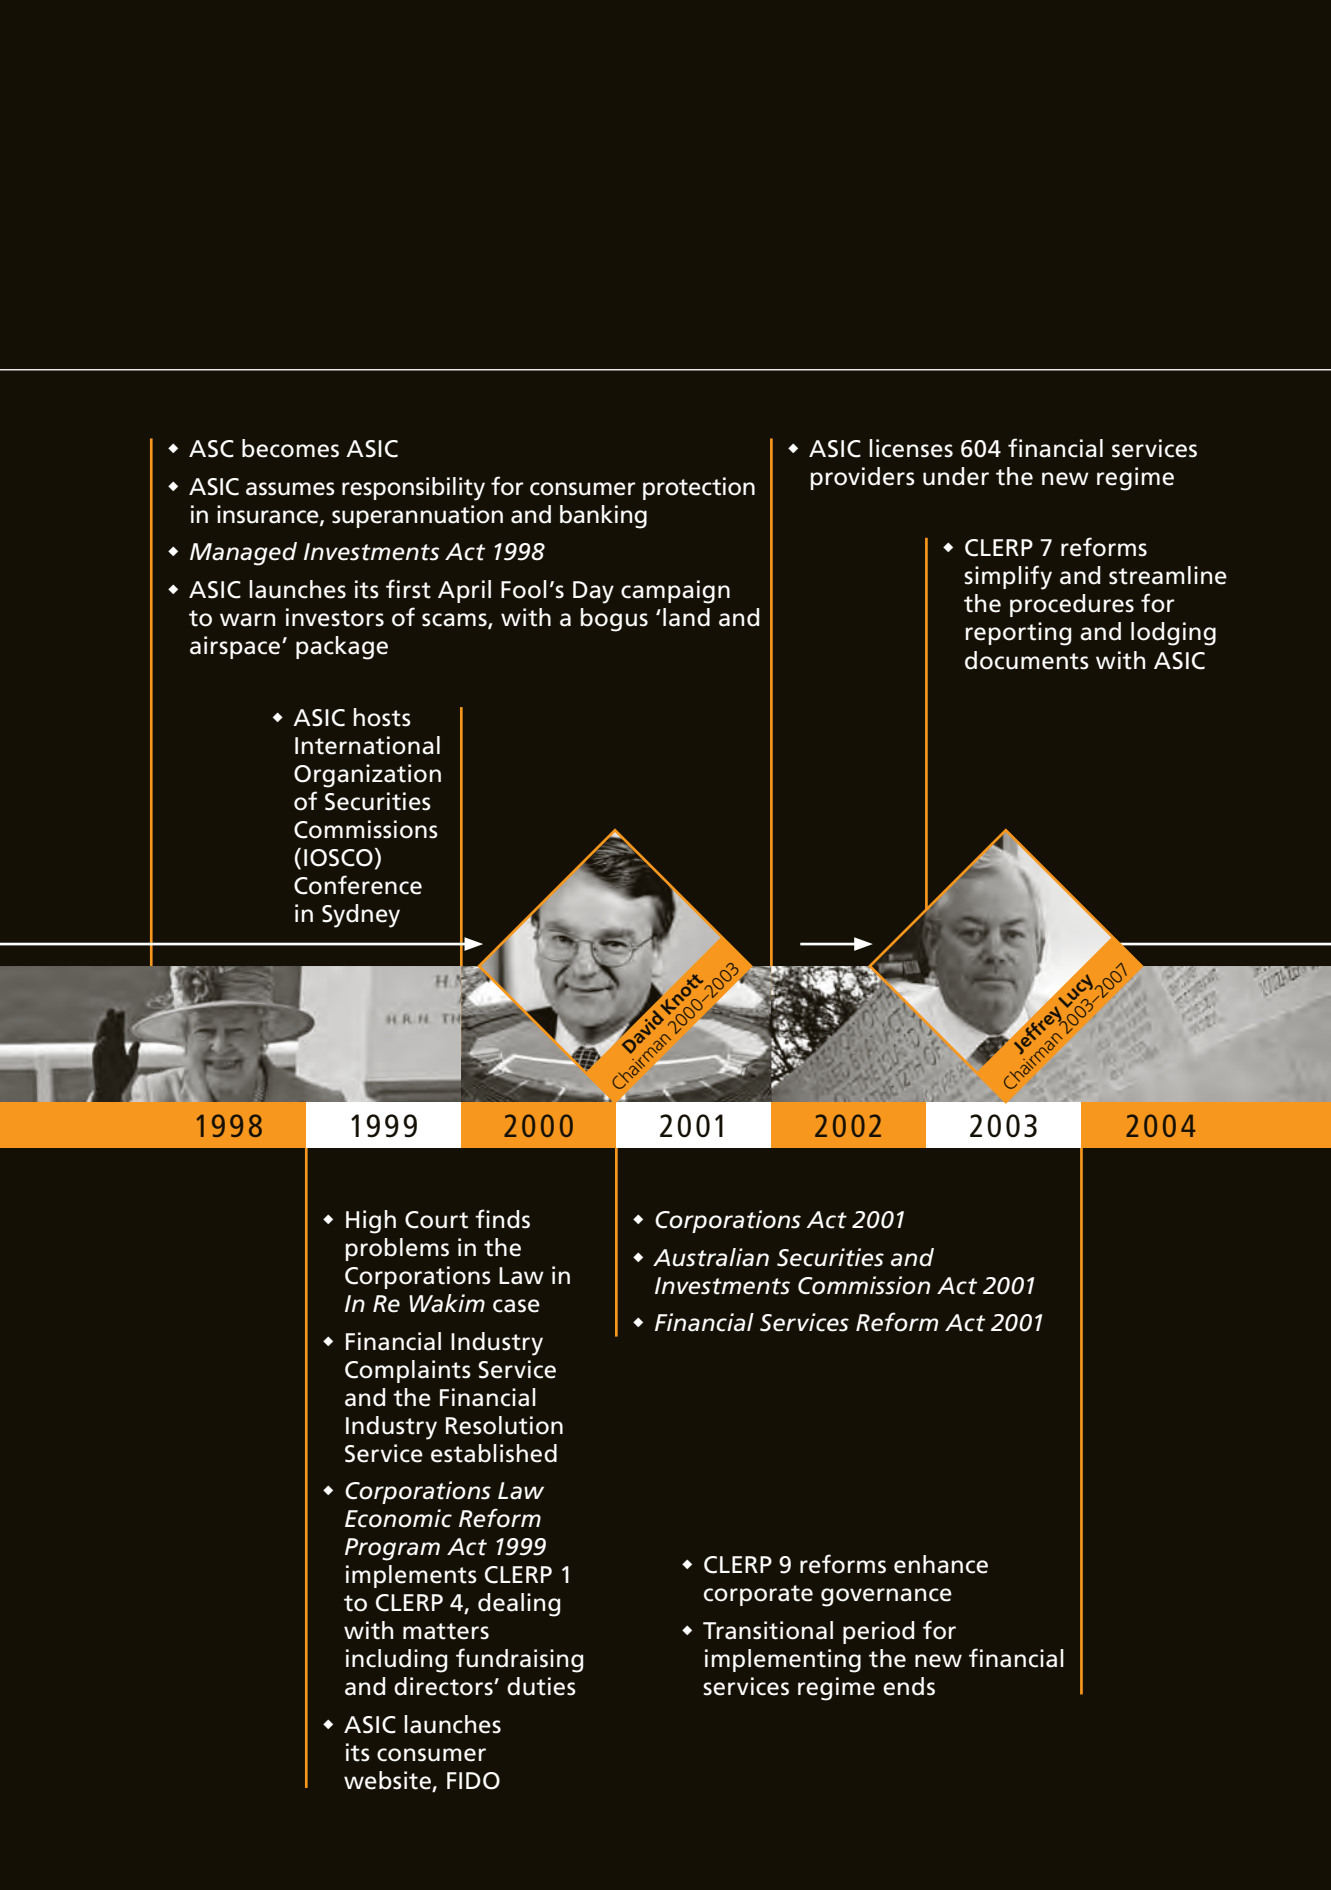 ◆ ASC becomes ASIC
◆ ASIC assumes responsibility for consumer protection
in insurance, superannuation and banking
◆ Managed Investments Act 1998
◆ ASIC launches its first April Fool’s Day campaign
to warn investors of scams, with a bogus ‘land and
airspace’ package
◆ ASIC hosts
International
Organization
of Securities
Commissions
(IOSCO)
Conference
in Sydney
◆ ASIC licenses 604 financial services
providers under the new regime
◆ CLERP 7 reforms
simplify and streamline
the procedures for
reporting and lodging
documents with ASIC
H.R.H.
David Knott
Chairman 2000–2003
Jeffrey Lucy
Chairman 2003–2007
1998
1999
2000
2001
2002
2003
2004
◆ High Court finds
problems in the
Corporations Law in
In Re Wakim case
◆ Financial Industry
Complaints Service
and the Financial
Industry Resolution
Service established
◆ Corporations Law
Economic Reform
Program Act 1999
implements CLERP 1
to CLERP 4, dealing
with matters
including fundraising
and directors’ duties
◆ ASIC launches
its consumer
website, FIDO
◆ Corporations Act 2001
◆ Australian Securities and
Investments Commission Act 2001
◆ Financial Services Reform Act 2001
◆ CLERP 9 reforms enhance
corporate governance
◆ Transitional period for
implementing the new financial
services regime ends